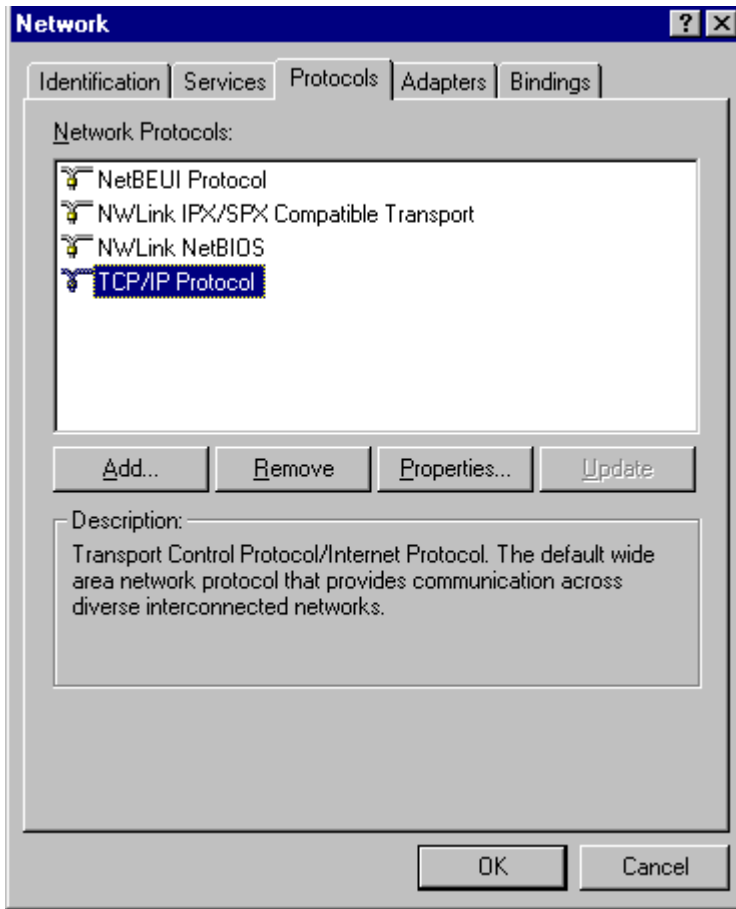 Network
Identification Services Protocols Adapters Bindings
Network Protocols:
NetBEUI Protocol
NWLink IPX/SPX Compatible Transport
NWLink NetBIOS
TCP/IP Protocol
Add... Remove Properties... Update
Description:
Transport Control Protocol/Internet Protocol. The default wide
area network protocol that provides communication across
diverse interconnected networks.
OK Cancel